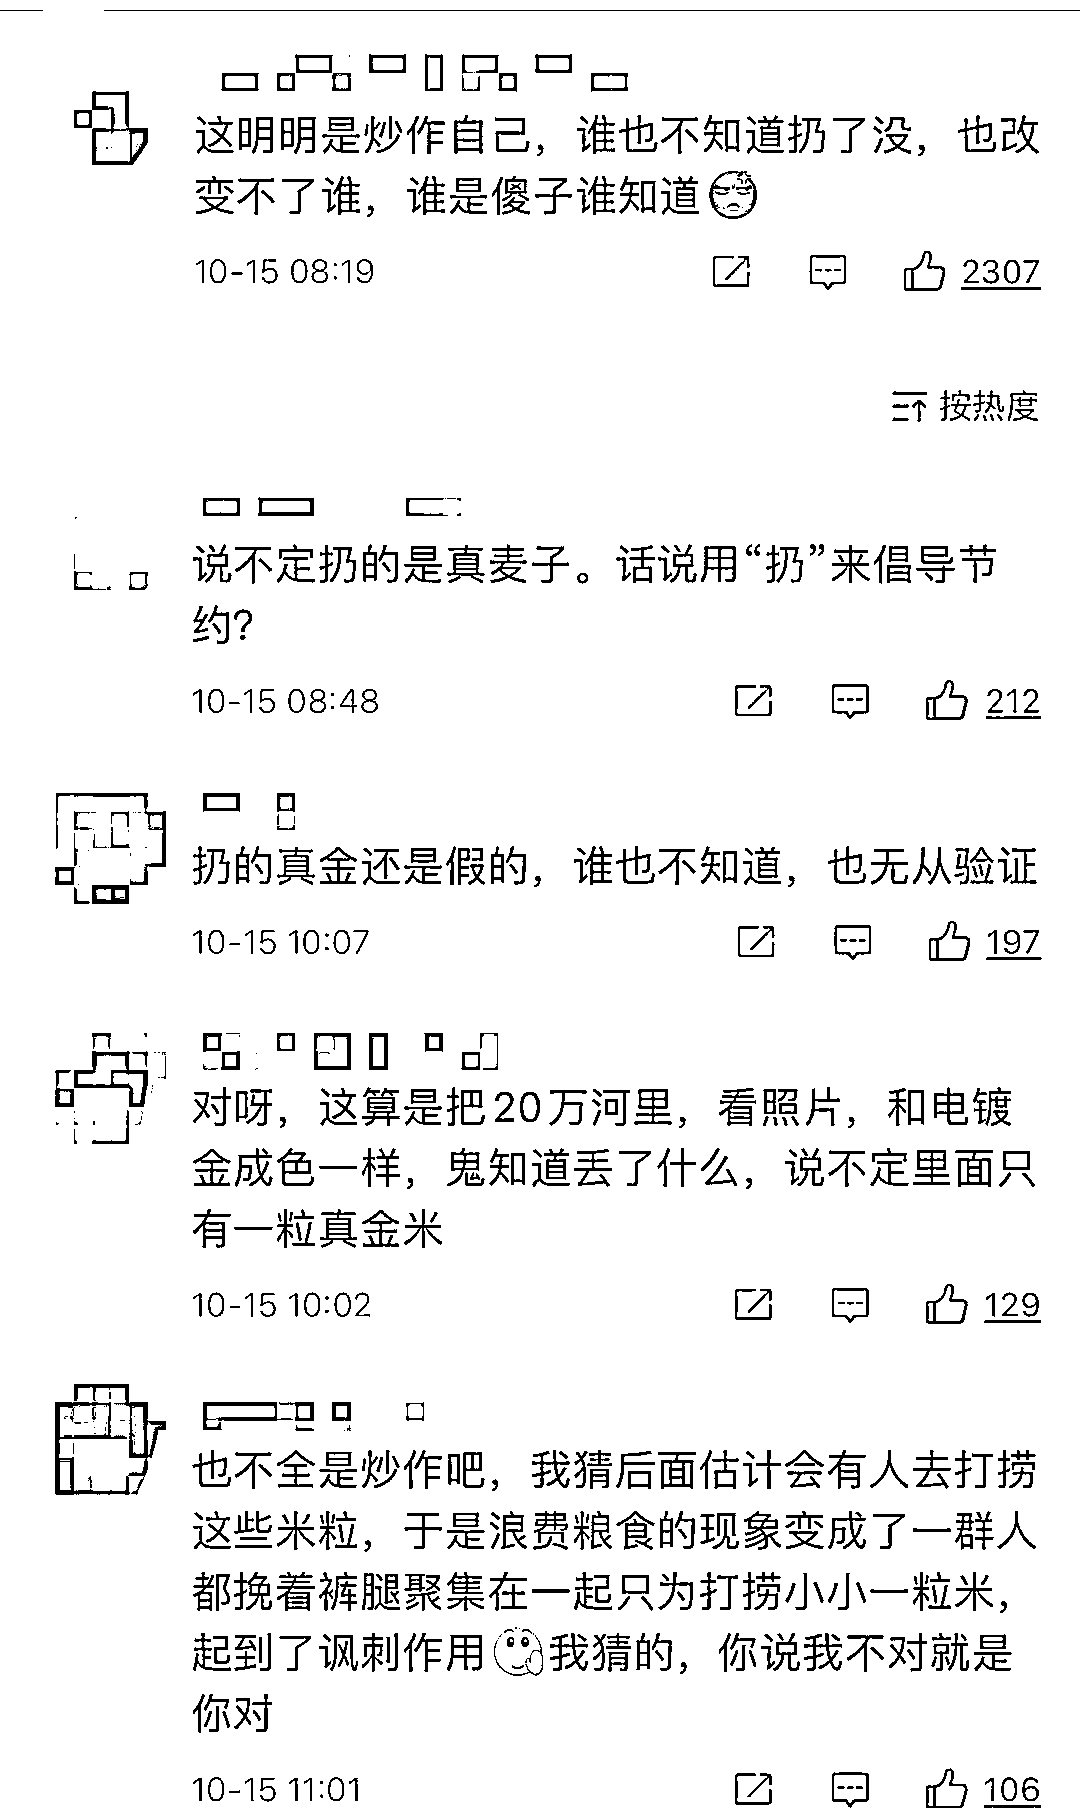 这明明是炒作自己，谁也不知道扔了没，也改
变不了谁，谁是傻子谁知道
10-15 08:19 2307
按热度
说不定扔的是真麦子。话说用“扔”来倡导节
约?
10-15 08:48 212
扔的真金还是假的，谁也不知道，也无从验证
10-15 10:07 197
对呀，这算是把20万河里，看照片，和电镀
金成色一样，鬼知道丢了什么，说不定里面只
有一粒真金米
10-15 10:02 129
也不全是炒作吧，我猜后面估计会有人去打捞
这些米粒，于是浪费粮食的现象变成了一群人
都挽着裤腿聚集在一起只为打捞小小一粒米，
起到了讽刺作用我猜的，你说我不对就是
你对
10-15 11:01 106